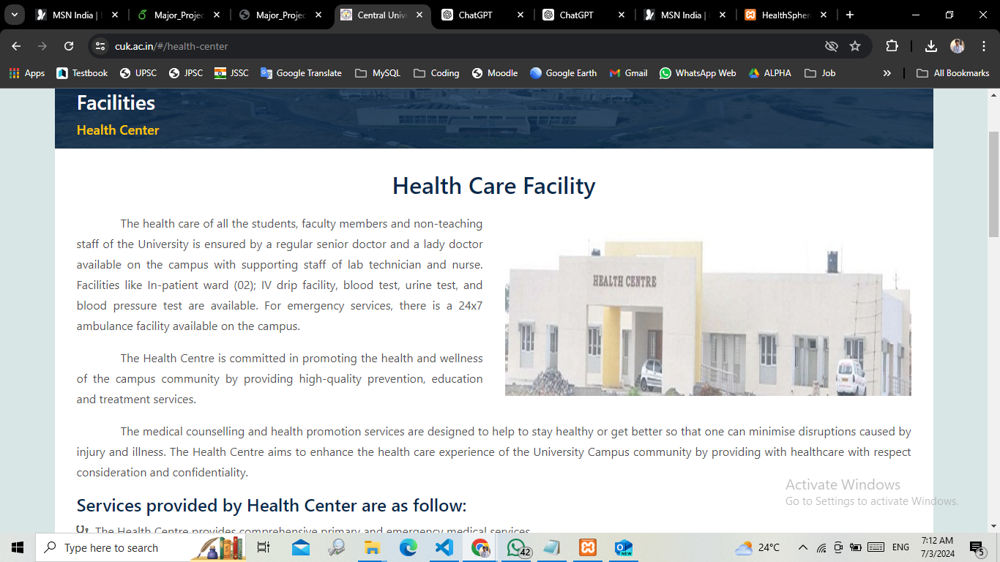 MSN India |
Major_Projec
Major_Projec
Central Univ
ChatGPT
ChatGPT
MSN India |
HealthSpher
cuk.ac.in/#/health-center
Apps
Testbook
UPSC
JPSC
JSSC
Google Translate
MySQL
Coding
Moodle
Google Earth
Gmail
WhatsApp Web
ALPHA
Job
»
All Bookmarks
Facilities
Health Center
Health Care Facility
The health care of all the students, faculty members and non-teaching
staff of the University is ensured by a regular senior doctor and a lady doctor
available on the campus with supporting staff of lab technician and nurse.
Facilities like In-patient ward (02); IV drip facility, blood test, urine test, and
blood pressure test are available. For emergency services, there is a 24x7
ambulance facility available on the campus.
HEALTH CENTRE
The Health Centre is committed in promoting the health and wellness
of the campus community by providing high-quality prevention, education
and treatment services.
The medical counselling and health promotion services are designed to help to stay healthy or get better so that one can minimise disruptions caused by
injury and illness. The Health Centre aims to enhance the health care experience of the University Campus community by providing with healthcare with respect
consideration and confidentiality.
Activate Windows
Go to Settings to activate Windows.
Services provided by Health Center are as follow:
The Health Centre provides comprehensive primary and emergency medical services
Type here to search
42
NEW
24°C
ENG
7:12 AM
7/3/2024
5